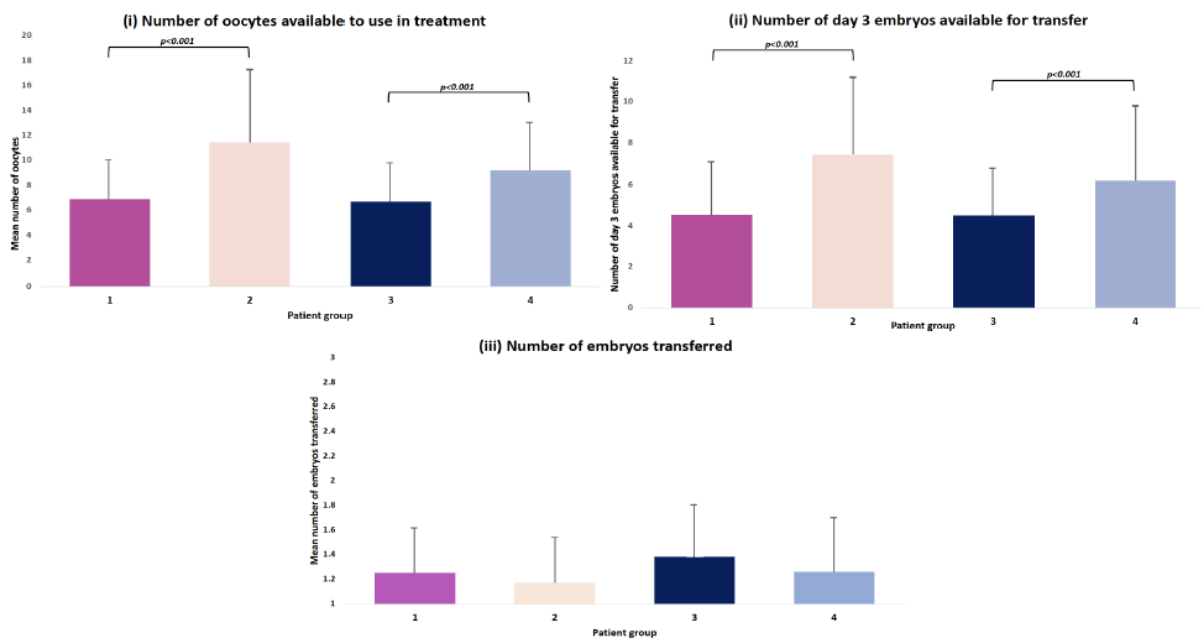 (i) Number of oocytes available to use in treatment
20
18
16
14
12
10
8
6
4
2
0
Mean number of oocytes
p<0.001
p<0.001
1 2 3 4
Patient group
(ii) Number of day 3 embryos available for transfer
12
10
8
6
4
2
0
Number of day 3 embryos available for transfer
p<0.001
p<0.001
1 2 3 4
Patient group
(iii) Number of embryos transferred
3
2.8
2.6
2.4
2.2
2
1.8
1.6
1.4
1.2
1
Mean number of embryos transferred
1 2 3 4
Patient group